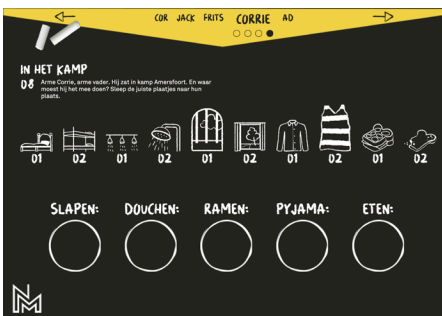 COR JACK FRITS CORRIE AD
IN HET KAMP
08 Arme Corrie, arme vader. Hij zat in kamp Amersfoort. En waar
moest hij het mee doen? Sleep de juiste plaatjes naar hun
plaats.
01 02 01 02 01 02 01 02 01 02
SLAPEN: DOUCHEN: RAMEN: PYJAMA: ETEN:
NM